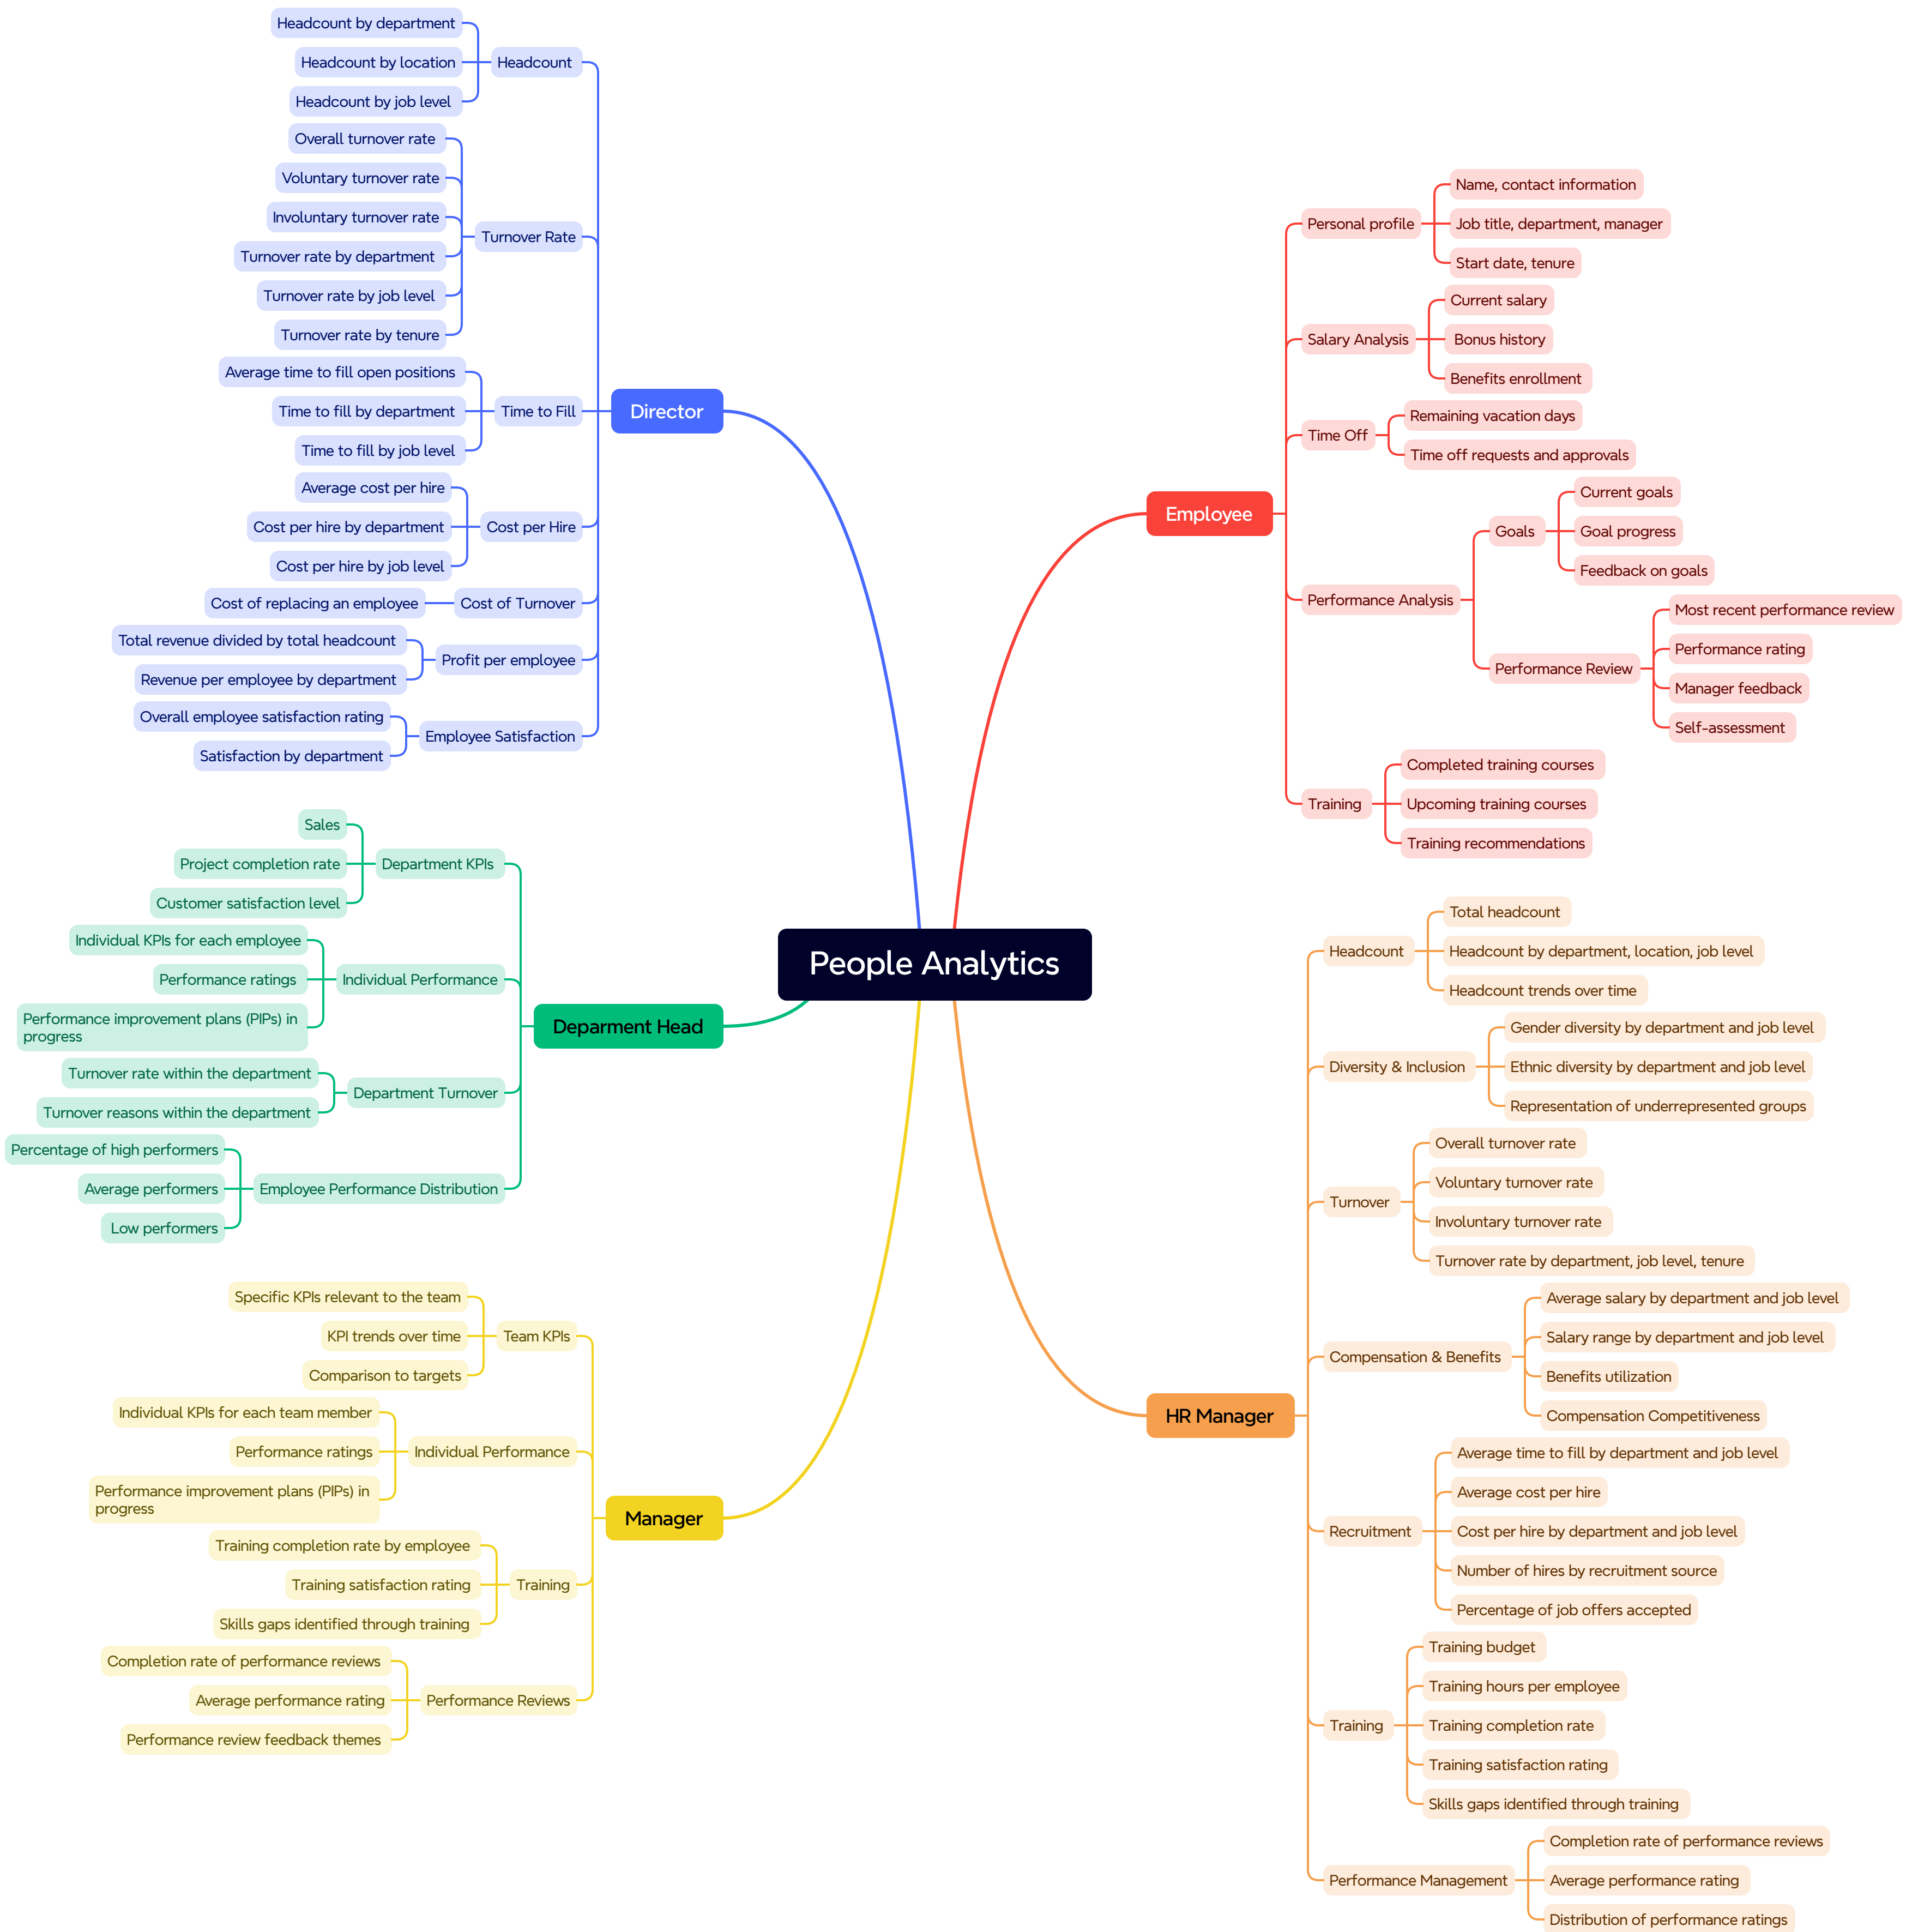 People Analytics
Director
Headcount
Headcount by department
Headcount by location
Headcount by job level
Turnover Rate
Overall turnover rate
Voluntary turnover rate
Involuntary turnover rate
Turnover rate by department
Turnover rate by job level
Turnover rate by tenure
Time to Fill
Average time to fill open positions
Time to fill by department
Time to fill by job level
Cost per Hire
Average cost per hire
Cost per hire by department
Cost per hire by job level
Cost of Turnover
Cost of replacing an employee
Profit per employee
Total revenue divided by total headcount
Revenue per employee by department
Employee Satisfaction
Overall employee satisfaction rating
Satisfaction by department
Deparment Head
Department KPIs
Sales
Project completion rate
Customer satisfaction level
Individual Performance
Individual KPIs for each employee
Performance ratings
Performance improvement plans (PIPs) in
progress
Department Turnover
Turnover rate within the department
Turnover reasons within the department
Employee Performance Distribution
Percentage of high performers
Average performers
Low performers
Manager
Team KPIs
Specific KPIs relevant to the team
KPI trends over time
Comparison to targets
Individual Performance
Individual KPIs for each team member
Performance ratings
Performance improvement plans (PIPs) in
progress
Training
Training completion rate by employee
Training satisfaction rating
Skills gaps identified through training
Performance Reviews
Completion rate of performance reviews
Average performance rating
Performance review feedback themes
Employee
Personal profile
Name, contact information
Job title, department, manager
Start date, tenure
Salary Analysis
Current salary
Bonus history
Benefits enrollment
Time Off
Remaining vacation days
Time off requests and approvals
Performance Analysis
Goals
Current goals
Goal progress
Feedback on goals
Performance Review
Most recent performance review
Performance rating
Manager feedback
Self-assessment
Training
Completed training courses
Upcoming training courses
Training recommendations
HR Manager
Headcount
Total headcount
Headcount by department, location, job level
Headcount trends over time
Diversity & Inclusion
Gender diversity by department and job level
Ethnic diversity by department and job level
Representation of underrepresented groups
Turnover
Overall turnover rate
Voluntary turnover rate
Involuntary turnover rate
Turnover rate by department, job level, tenure
Compensation & Benefits
Average salary by department and job level
Salary range by department and job level
Benefits utilization
Compensation Competitiveness
Recruitment
Average time to fill by department and job level
Average cost per hire
Cost per hire by department and job level
Number of hires by recruitment source
Percentage of job offers accepted
Training
Training budget
Training hours per employee
Training completion rate
Training satisfaction rating
Skills gaps identified through training
Performance Management
Completion rate of performance reviews
Average performance rating
Distribution of performance ratings